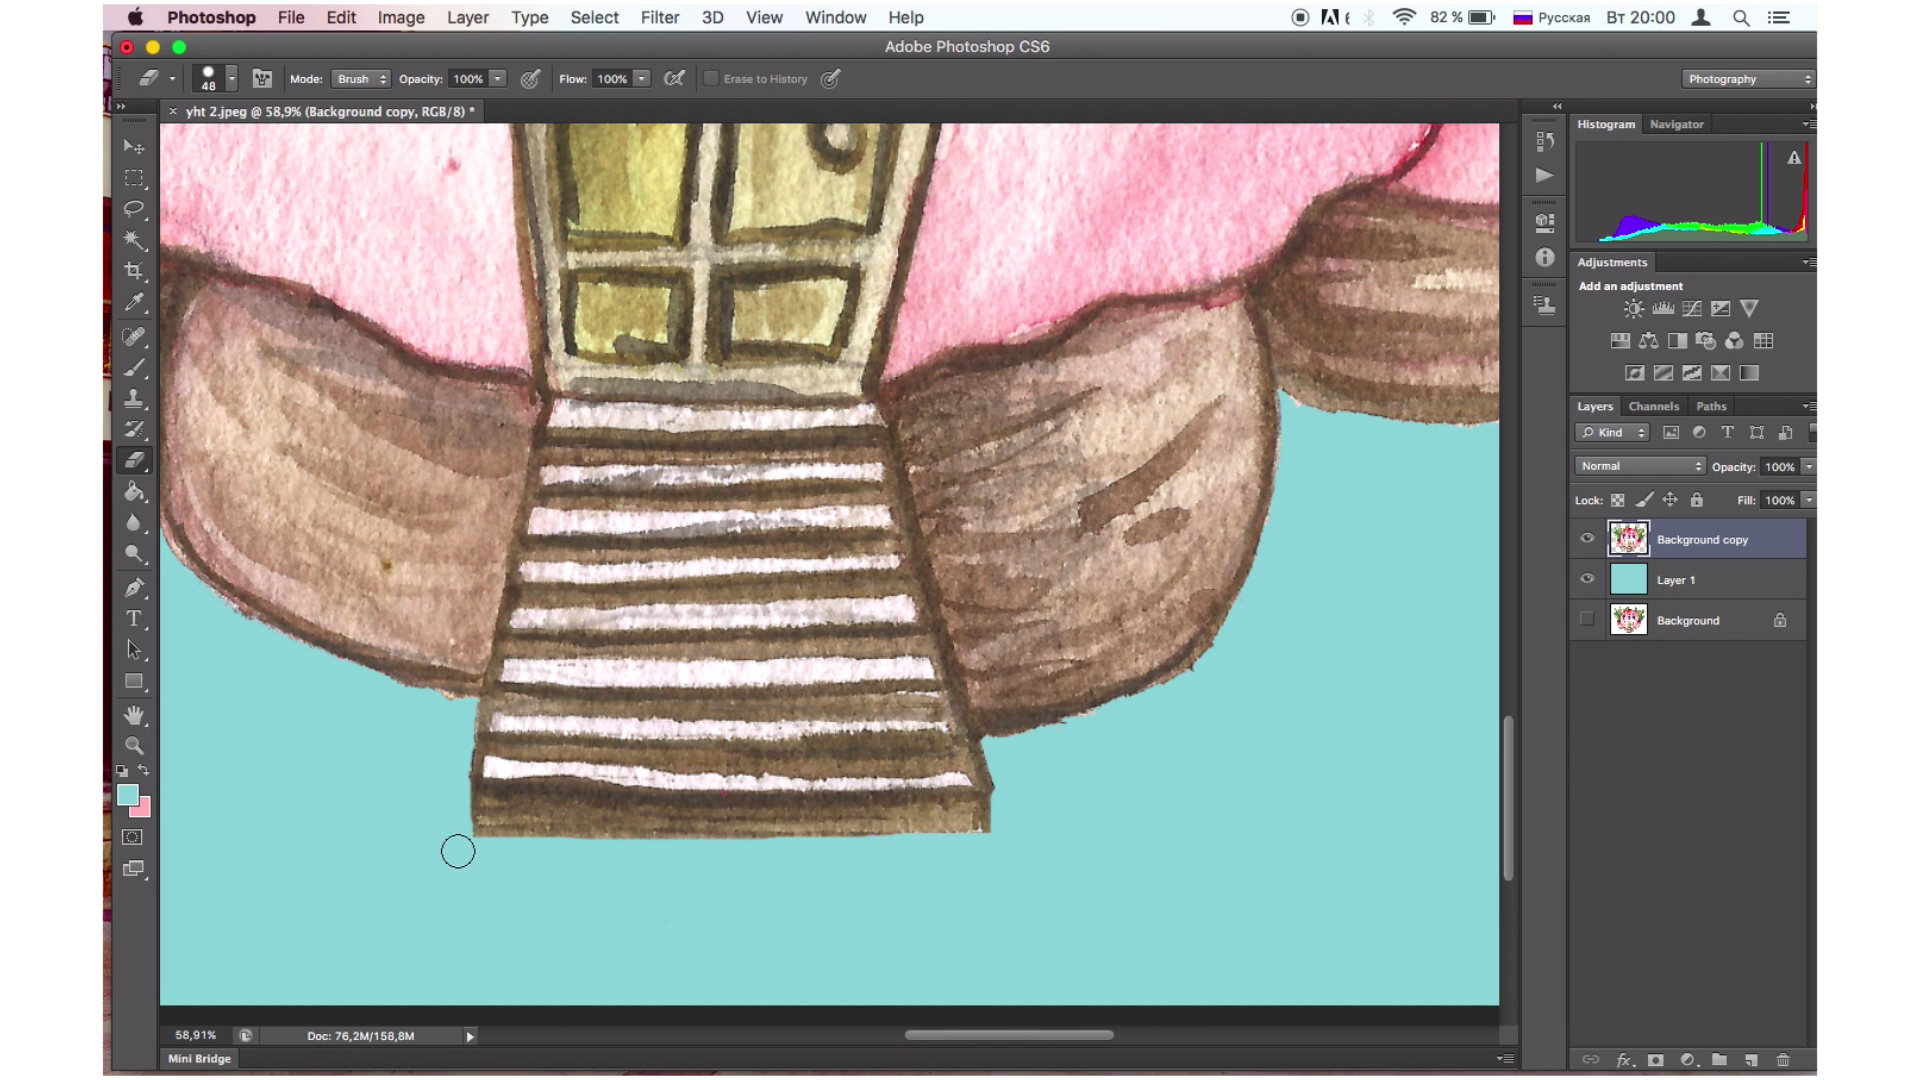 Photoshop File Edit Image Layer Type Select Filter 3D View Window Help 82 % Русская Вт 20:00
Adobe Photoshop CS6
48 Mode: Brush Opacity: 100% Flow: 100% Erase to History Photography
× yht 2.jpeg @ 58,9% (Background copy, RGB/8) *
Histogram Navigator
Adjustments
Add an adjustment
Layers Channels Paths
Kind
Normal Opacity: 100%
Lock: Fill: 100%
Background copy
Layer 1
Background
58,91% Doc: 76,2M/158,8M
Mini Bridge